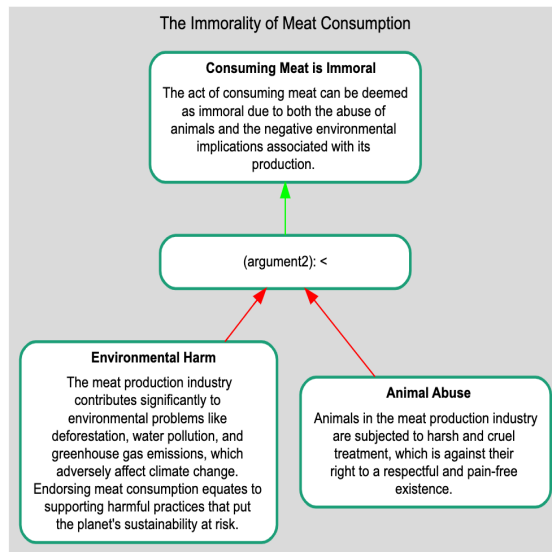 The Immorality of Meat Consumption
Consuming Meat is Immoral
The act of consuming meat can be deemed
as immoral due to both the abuse of
animals and the negative environmental
implications associated with its
production.
(argument2): <
Environmental Harm
The meat production industry
contributes significantly to
environmental problems like
deforestation, water pollution, and
greenhouse gas emissions, which
adversely affect climate change.
Endorsing meat consumption equates to
supporting harmful practices that put
the planet's sustainability at risk.
Animal Abuse
Animals in the meat production industry
are subjected to harsh and cruel
treatment, which is against their
right to a respectful and pain-free
existence.